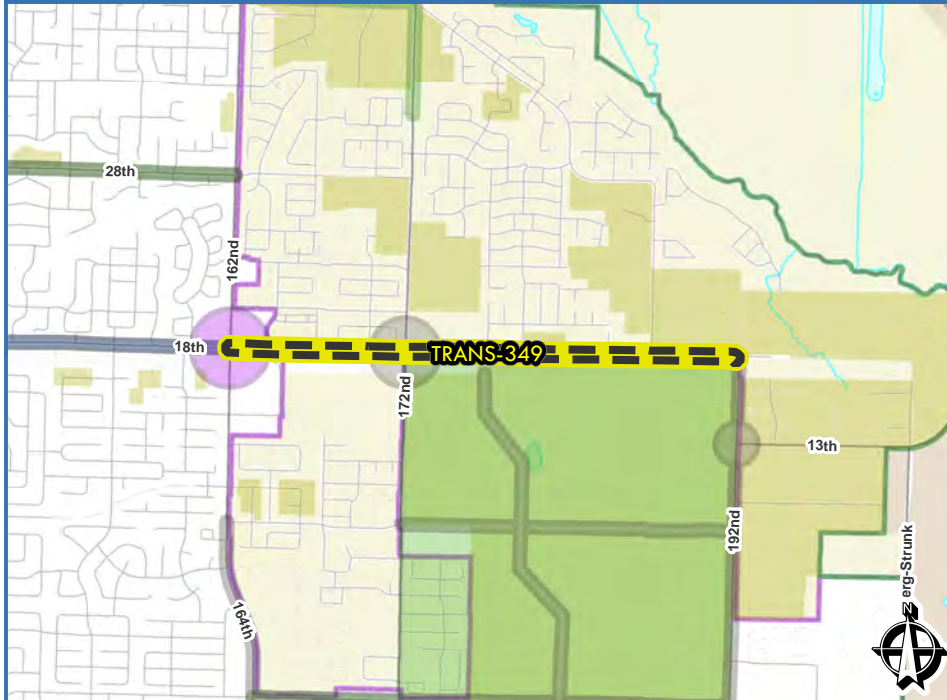 28th
162nd
18th
TRANS-349
172nd
13th
192nd
erg-Strunk
164th